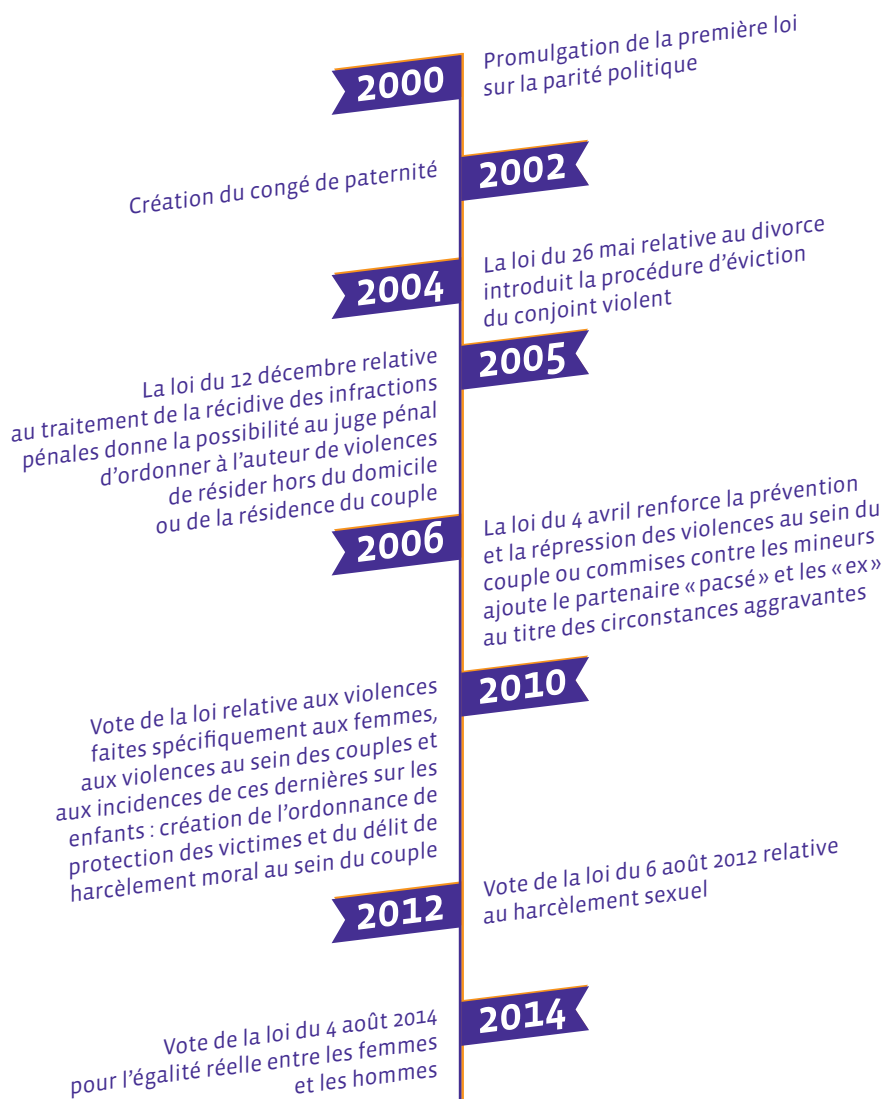 2000
Promulgation de la première loi
sur la parité politique
2002
Création du congé de paternité
2004
La loi du 26 mai relative au divorce
introduit la procédure d’éviction
du conjoint violent
2005
La loi du 12 décembre relative
au traitement de la récidive des infractions
pénales donne la possibilité au juge pénal
d’ordonner à l’auteur de violences
de résider hors du domicile
ou de la résidence du couple
2006
La loi du 4 avril renforce la prévention
et la répression des violences au sein du
couple ou commises contre les mineurs
ajoute le partenaire « pacsé » et les « ex »
au titre des circonstances aggravantes
2010
Vote de la loi relative aux violences
faites spécifiquement aux femmes,
aux violences au sein des couples et
aux incidences de ces dernières sur les
enfants : création de l’ordonnance de
protection des victimes et du délit de
harcèlement moral au sein du couple
2012
Vote de la loi du 6 août 2012 relative
au harcèlement sexuel
2014
Vote de la loi du 4 août 2014
pour l’égalité réelle entre les femmes
et les hommes